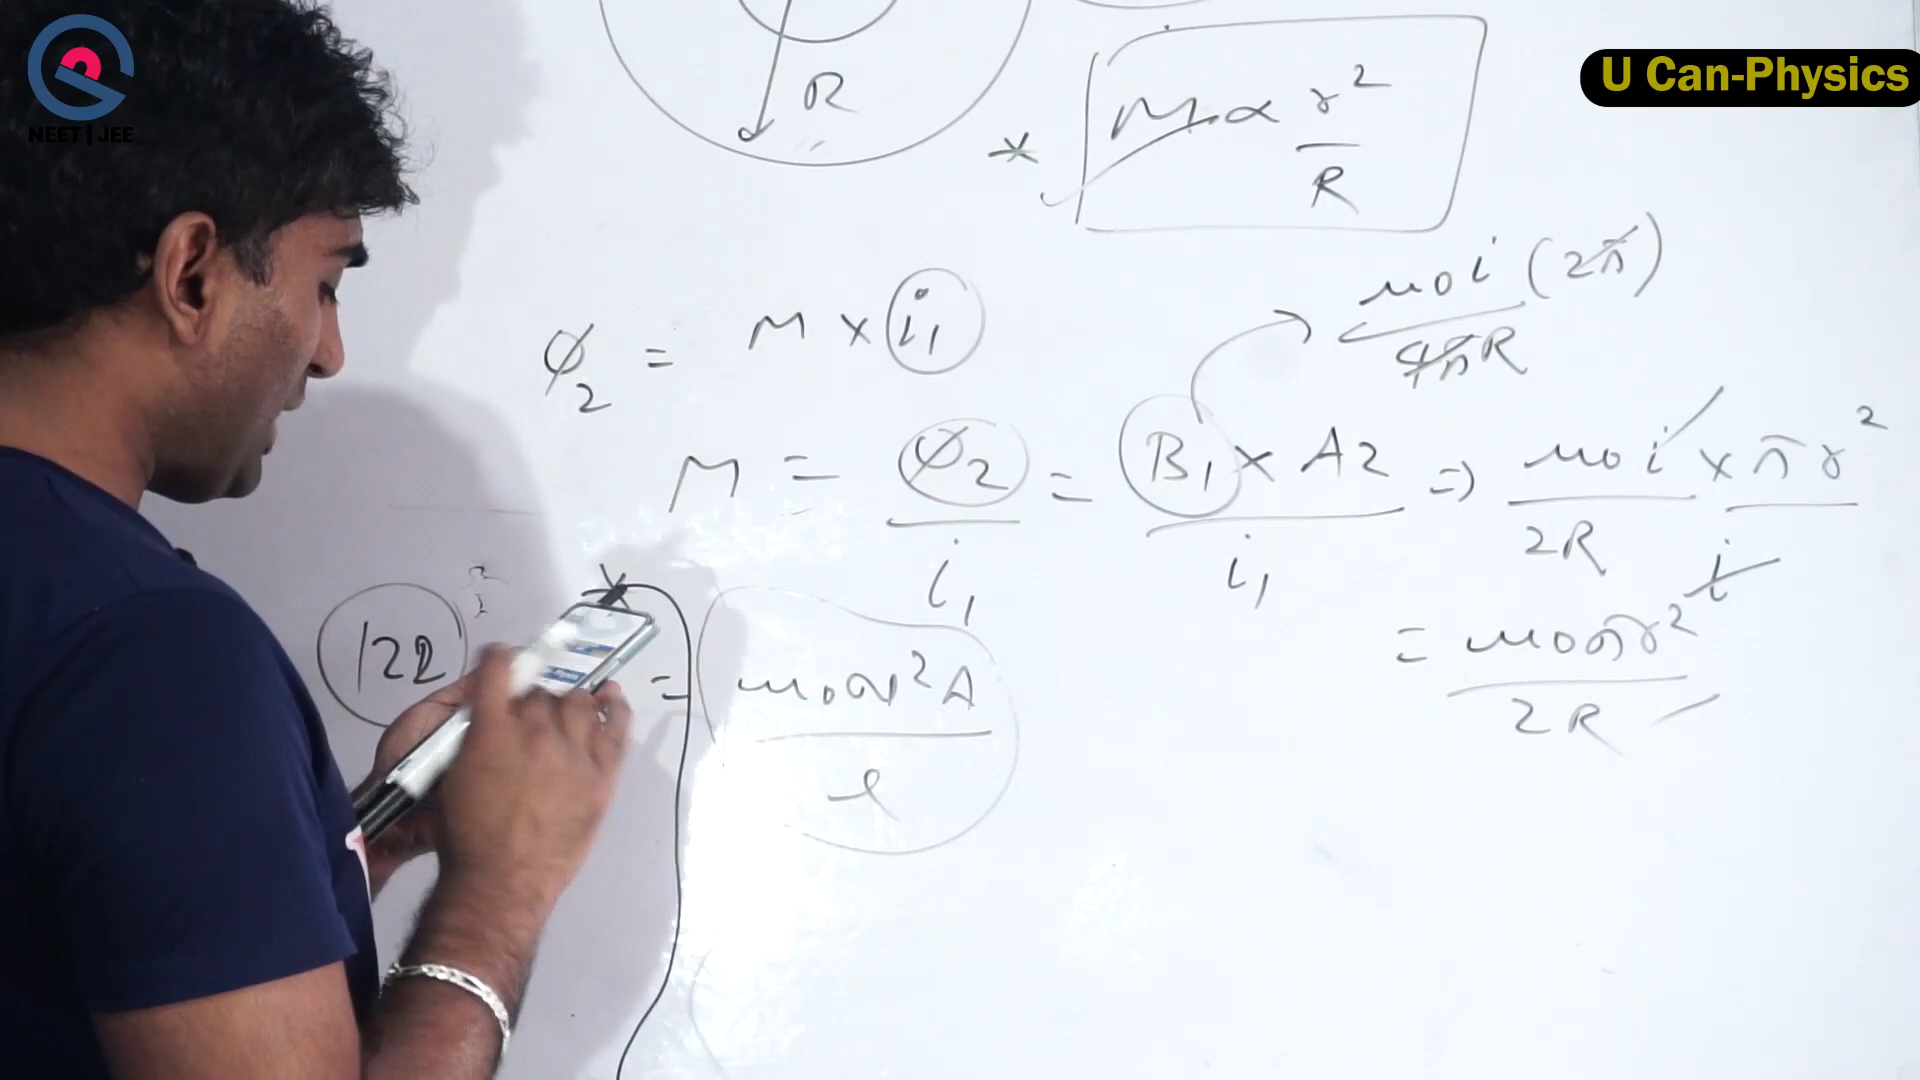 NEET | JEE
U Can-Physics
R
* M ∝ r²/R
μ₀i (2π)/4πR
φ₂ = M × i₁
M = φ₂/i₁ = B₁ × A₂/i₁ ⇒ μ₀i/2R × πr²/i
= μ₀πr²/2R
122
= μ₀N²A/l